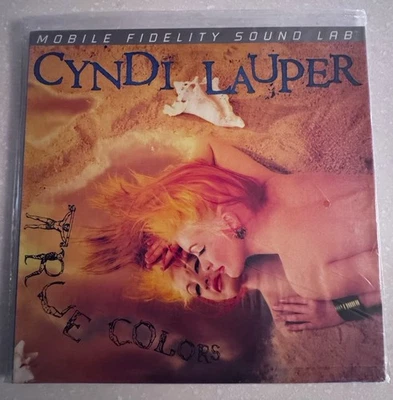 MOBILE FIDELITY SOUND LAB
CYNDI LAUPER
TRUE COLORS